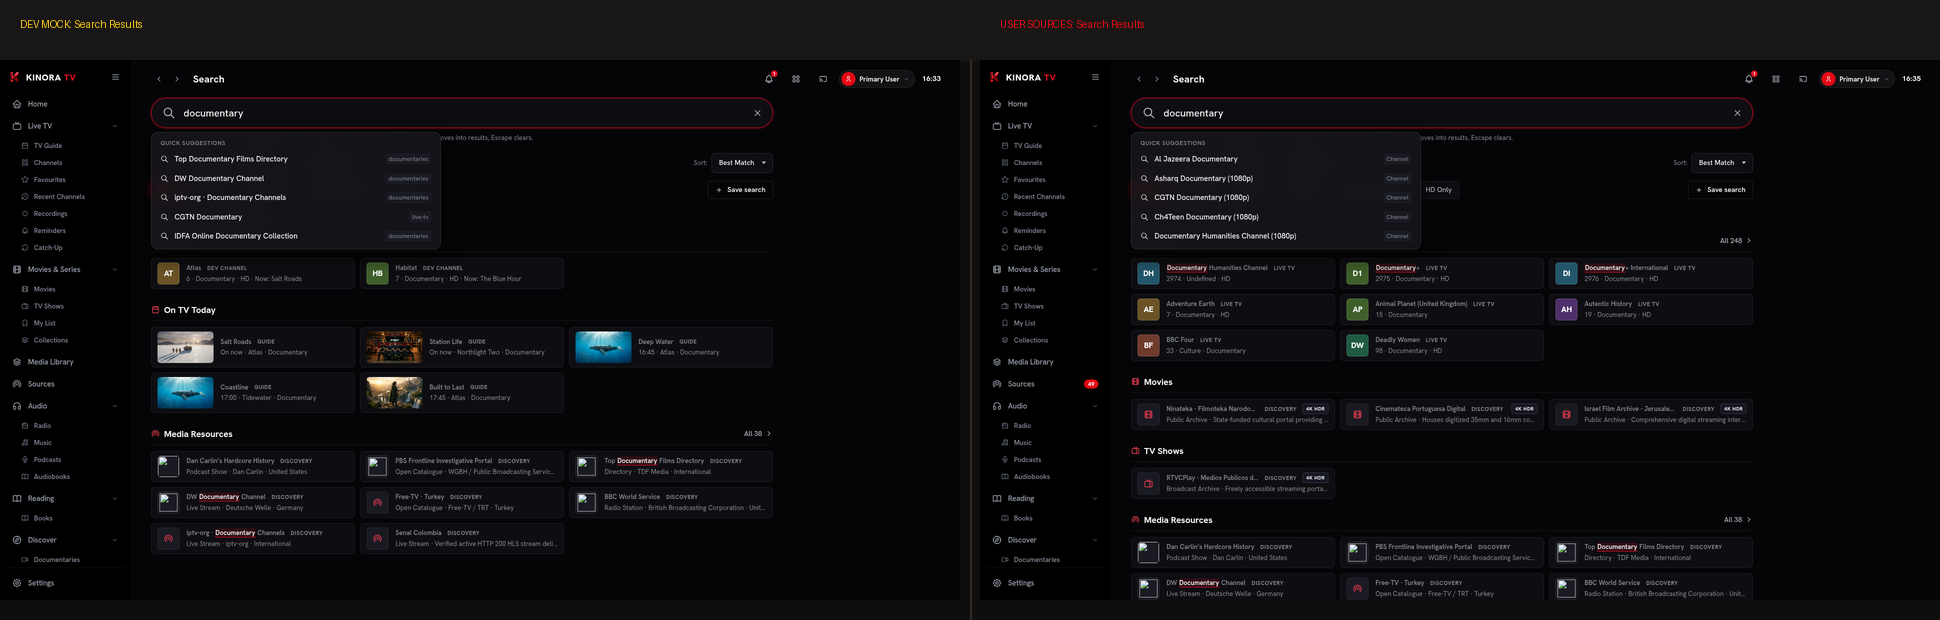 DEV MOCK: Search Results
KINORA TV
Home
Live TV
TV Guide
Channels
Favourites
Recent Channels
Recordings
Reminders
Catch-Up
Movies & Series
Movies
TV Shows
My List
Collections
Media Library
Sources
Audio
Radio
Music
Podcasts
Audiobooks
Reading
Books
Discover
Documentaries
Settings
Search
1
Primary User
16:33
documentary
oves into results, Escape clears.
QUICK SUGGESTIONS
Top Documentary Films Directory documentaries
DW Documentary Channel documentaries
iptv-org · Documentary Channels documentaries
CGTN Documentary live-tv
IDFA Online Documentary Collection documentaries
Sort: Best Match
+ Save search
AT Atlas DEV CHANNEL
6 · Documentary · HD · Now: Salt Roads
HB Habitat DEV CHANNEL
7 · Documentary · HD · Now: The Blue Hour
On TV Today
Salt Roads GUIDE
On now · Atlas · Documentary
Station Life GUIDE
On now · Northlight Two · Documentary
Deep Water GUIDE
16:45 · Atlas · Documentary
Coastline GUIDE
17:00 · Tidewater · Documentary
Built to Last GUIDE
17:45 · Atlas · Documentary
Media Resources
All 38
Dan Carlin's Hardcore History DISCOVERY
Podcast Show · Dan Carlin · United States
PBS Frontline Investigative Portal DISCOVERY
Open Catalogue · WGBH / Public Broadcasting Servic...
Top Documentary Films Directory DISCOVERY
Directory · TDF Media · International
DW Documentary Channel DISCOVERY
Live Stream · Deutsche Welle · Germany
Free-TV · Turkey DISCOVERY
Open Catalogue · Free-TV / TRT · Turkey
BBC World Service DISCOVERY
Radio Station · British Broadcasting Corporation · Unit...
iptv-org · Documentary Channels DISCOVERY
Live Stream · iptv-org · International
Senal Colombia DISCOVERY
Live Stream · Verified active HTTP 200 HLS stream deli...
USER SOURCES: Search Results
KINORA TV
Home
Live TV
TV Guide
Channels
Favourites
Recent Channels
Recordings
Reminders
Catch-Up
Movies & Series
Movies
TV Shows
My List
Collections
Media Library
Sources 49
Audio
Radio
Music
Podcasts
Audiobooks
Reading
Books
Discover
Documentaries
Settings
Search
1
Primary User
16:35
documentary
oves into results, Escape clears.
QUICK SUGGESTIONS
Al Jazeera Documentary Channel
Asharq Documentary (1080p) Channel
CGTN Documentary (1080p) Channel
Ch4Teen Documentary (1080p) Channel
Documentary Humanities Channel (1080p) Channel
Sort: Best Match
HD Only
+ Save search
All 248
DH Documentary Humanities Channel LIVE TV
2974 · Undefined · HD
D1 Documentary+ LIVE TV
2975 · Documentary · HD
DI Documentary+ International LIVE TV
2976 · Documentary · HD
AE Adventure Earth LIVE TV
7 · Documentary · HD
AP Animal Planet (United Kingdom) LIVE TV
15 · Documentary
AH Autentic History LIVE TV
19 · Documentary · HD
BF BBC Four LIVE TV
23 · Culture · Documentary
DW Deadly Women LIVE TV
98 · Documentary · HD
Movies
Ninateka - Filmoteka Narodo... DISCOVERY 4K HDR
Public Archive · State-funded cultural portal providing ...
Cinemateca Portuguesa Digital DISCOVERY 4K HDR
Public Archive · Houses digitized 35mm and 16mm co...
Israel Film Archive - Jerusale... DISCOVERY 4K HDR
Public Archive · Comprehensive digital streaming inter...
TV Shows
RTVCPlay - Medios Publicos d... DISCOVERY 4K HDR
Broadcast Archive · Freely accessible streaming porta...
Media Resources
All 38
Dan Carlin's Hardcore History DISCOVERY
Podcast Show · Dan Carlin · United States
PBS Frontline Investigative Portal DISCOVERY
Open Catalogue · WGBH / Public Broadcasting Servic...
Top Documentary Films Directory DISCOVERY
Directory · TDF Media · International
DW Documentary Channel DISCOVERY
Live Stream · Deutsche Welle · Germany
Free-TV · Turkey DISCOVERY
Open Catalogue · Free-TV / TRT · Turkey
BBC World Service DISCOVERY
Radio Station · British Broadcasting Corporation · Unit...